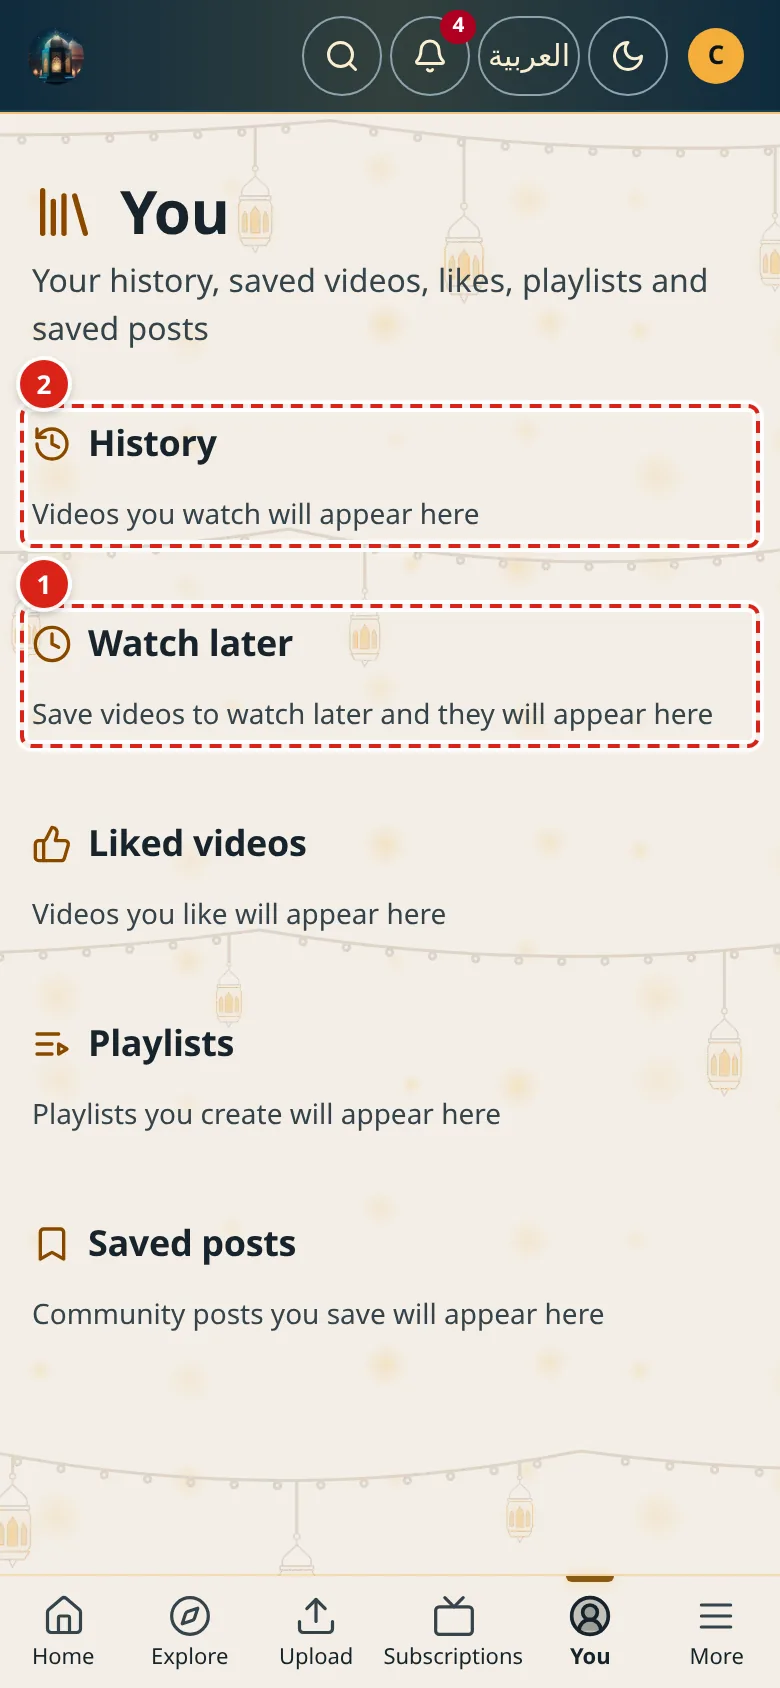 4
العربية
C
You
Your history, saved videos, likes, playlists and
saved posts
2
History
Videos you watch will appear here
1
Watch later
Save videos to watch later and they will appear here
Liked videos
Videos you like will appear here
Playlists
Playlists you create will appear here
Saved posts
Community posts you save will appear here
Home Explore Upload Subscriptions You More